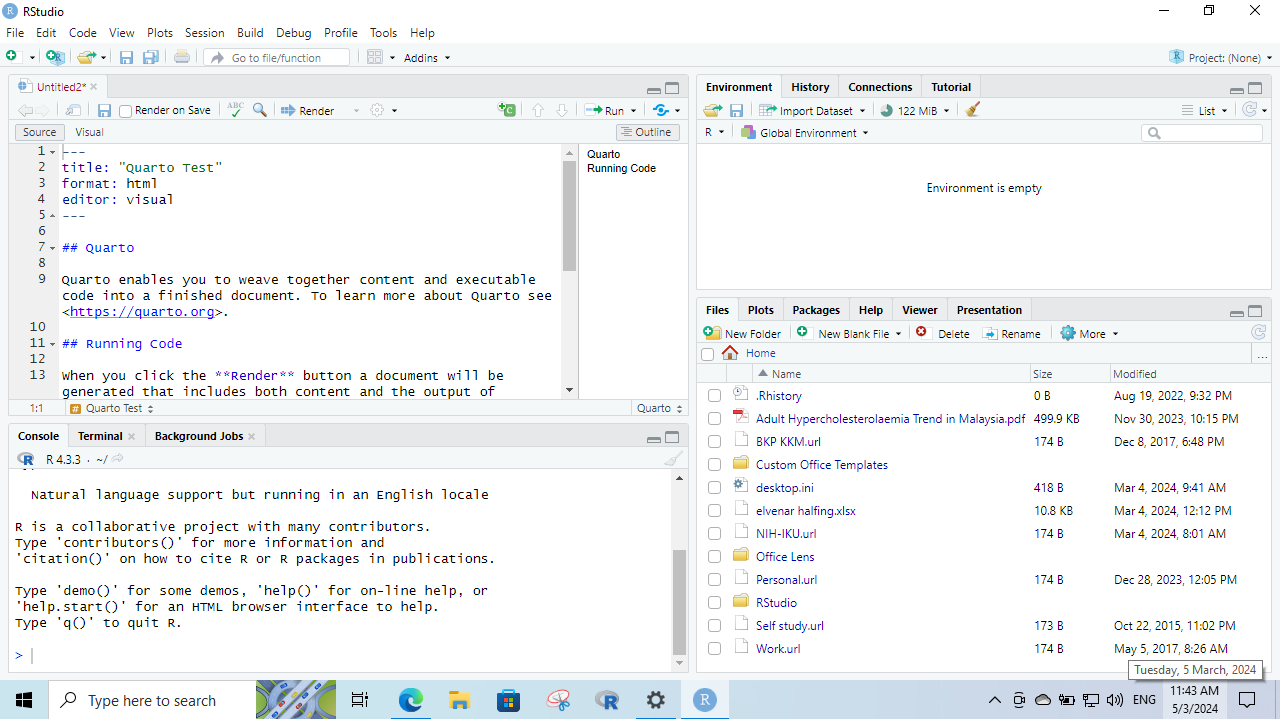 RStudio
File Edit Code View Plots Session Build Debug Profile Tools Help
Go to file/function Addins Project: (None)
Untitled2*
Render on Save ABC Render Run
Source Visual Outline
1 ---
2 title: "Quarto Test"
3 format: html
4 editor: visual
5 ---
6
7 ## Quarto
8
9 Quarto enables you to weave together content and executable
code into a finished document. To learn more about Quarto see
<https://quarto.org>.
10
11 ## Running Code
12
13 When you click the **Render** button a document will be
generated that includes both content and the output of
Quarto
Running Code
1:1 # Quarto Test Quarto
Console Terminal Background Jobs
R 4.3.3 · ~/
Natural language support but running in an English locale
R is a collaborative project with many contributors.
Type 'contributors()' for more information and
'citation()' on how to cite R or R packages in publications.
Type 'demo()' for some demos, 'help()' for on-line help, or
'help.start()' for an HTML browser interface to help.
Type 'q()' to quit R.
>
Environment History Connections Tutorial
Import Dataset 122 MiB List
R Global Environment
Environment is empty
Files Plots Packages Help Viewer Presentation
New Folder New Blank File Delete Rename More
Home ...
Name Size Modified
.Rhistory 0 B Aug 19, 2022, 9:32 PM
Adult Hypercholesterolaemia Trend in Malaysia.pdf 499.9 KB Nov 30, 2023, 10:15 PM
BKP KKM.url 174 B Dec 8, 2017, 6:48 PM
Custom Office Templates
desktop.ini 418 B Mar 4, 2024, 9:41 AM
elvenar halfing.xlsx 10.8 KB Mar 4, 2024, 12:12 PM
NIH-IKU.url 174 B Mar 4, 2024, 8:01 AM
Office Lens
Personal.url 174 B Dec 28, 2023, 12:05 PM
RStudio
Self study.url 173 B Oct 22, 2015, 11:02 PM
Work.url 174 B May 5, 2017, 8:26 AM
Tuesday, 5 March, 2024
Type here to search
ENG
11:43 AM
5/3/2024